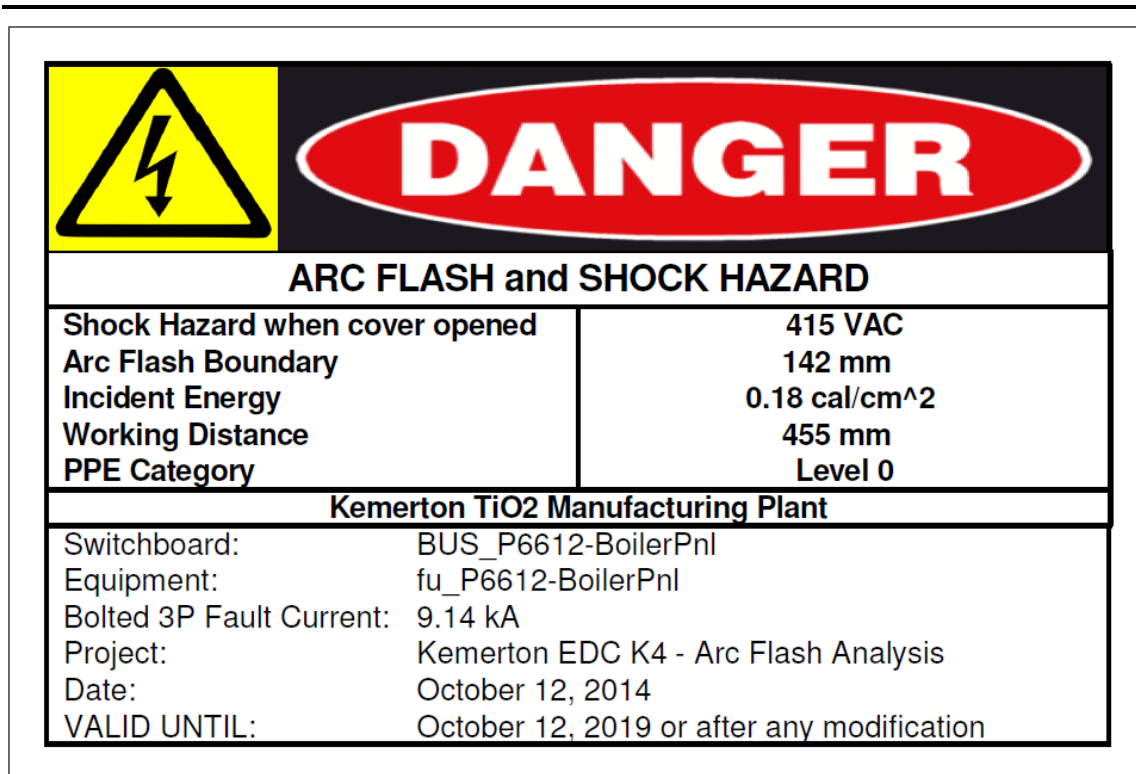 DANGER
ARC FLASH and SHOCK HAZARD
Shock Hazard when cover opened 415 VAC
Arc Flash Boundary 142 mm
Incident Energy 0.18 cal/cm^2
Working Distance 455 mm
PPE Category Level 0
Kemerton TiO2 Manufacturing Plant
Switchboard: BUS_P6612-BoilerPnl
Equipment: fu_P6612-BoilerPnl
Bolted 3P Fault Current: 9.14 kA
Project: Kemerton EDC K4 - Arc Flash Analysis
Date: October 12, 2014
VALID UNTIL: October 12, 2019 or after any modification